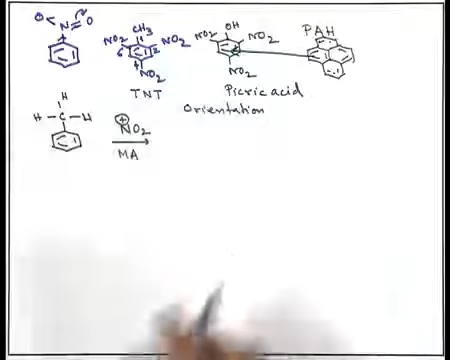 O N O
CH3
NO2 NO2
NO2
TNT
OH
NO2 NO2
NO2
Picric acid
PAH
Orientation
H
H - C - H
⊕
NO2
MA